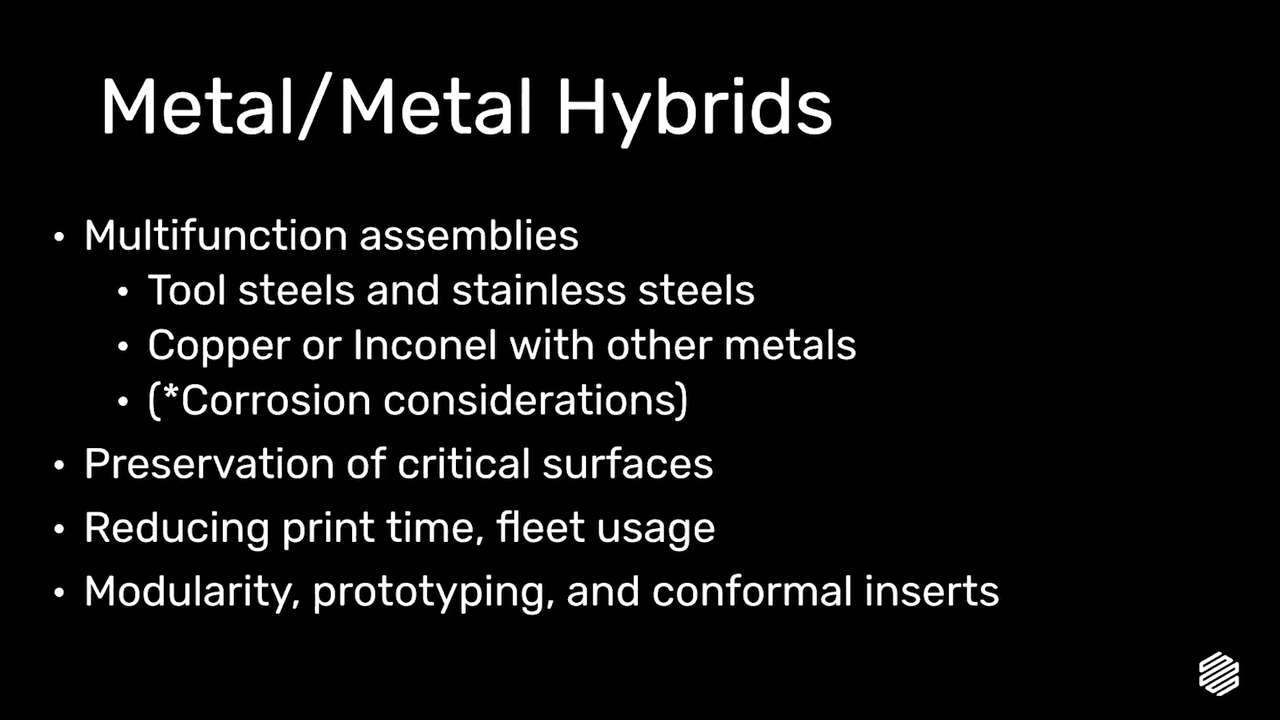 Metal/Metal Hybrids
• Multifunction assemblies
• Tool steels and stainless steels
• Copper or Inconel with other metals
• (*Corrosion considerations)
• Preservation of critical surfaces
• Reducing print time, fleet usage
• Modularity, prototyping, and conformal inserts